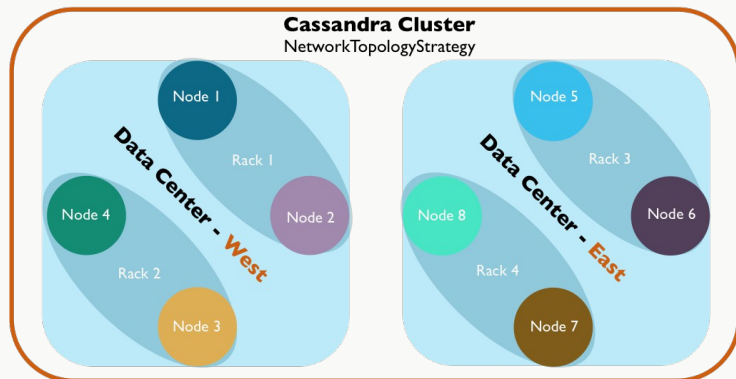 Cassandra Cluster
NetworkTopologyStrategy
Node 1
Rack 1
Data Center - West
Node 2
Node 4
Rack 2
Node 3
Node 5
Rack 3
Data Center - East
Node 6
Node 8
Rack 4
Node 7